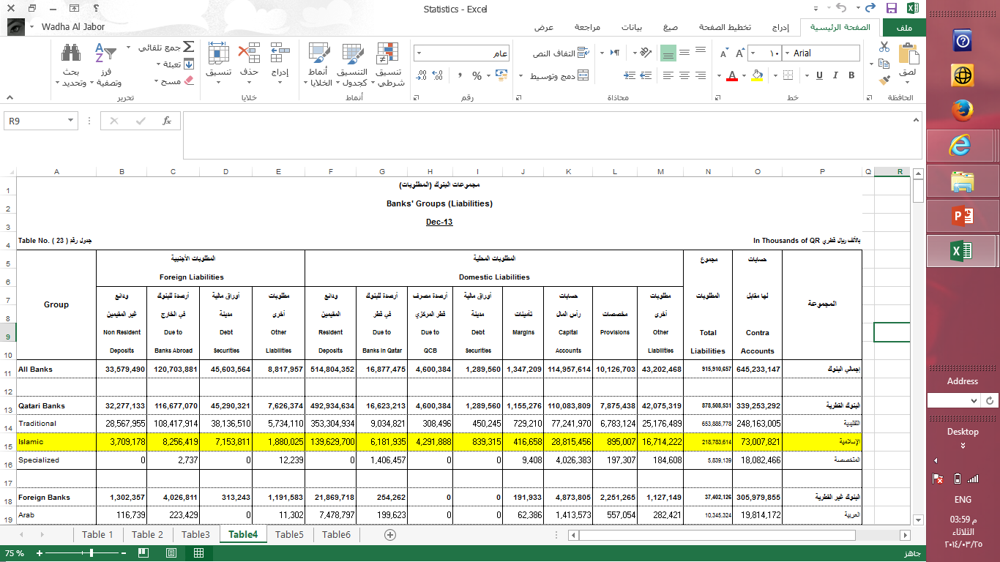 Statistics - Excel
Wadha Al Jabor
ملف
الصفحة الرئيسية
إدراج
تخطيط الصفحة
صيغ
بيانات
مراجعة
عرض
لصق
الحافظة
Arial
١٠
B I U
خط
التفاف النص
دمج وتوسيط
محاذاة
عام
%
رقم
تنسيق شرطي
التنسيق كجدول
أنماط الخلايا
أنماط
إدراج
حذف
تنسيق
خلايا
جمع تلقائي
تعبئة
مسح
فرز وتصفية
بحث وتحديد
تحرير
R9
fx
A B C D E F G H I J K L M N O P Q R
1 مجموعات البنوك (المطلوبات)
2 Banks' Groups (Liabilities)
3 Dec-13
4 Table No. ( 23 ) جدول رقم In Thousands of QR بالألف ريال قطري
5 المطلوبات الأجنبية المطلوبات المحلية مجموع حسابات
6 Foreign Liabilities Domestic Liabilities
7 ودائع أرصدة للبنوك أوراق مالية مطلوبات ودائع أرصدة للبنوك أرصدة مصرف أوراق مالية حسابات مطلوبات المطلوبات لها مقابل
Group المجموعة
8 غير المقيمين في الخارج مدينة أخرى المقيمين في قطر قطر المركزي مدينة تأمينات رأس المال مخصصات أخرى
9 Non Resident Due to Debt Other Resident Due to Due to Debt Margins Capital Provisions Other Total Contra
10 Deposits Banks Abroad Securities Liabilities Deposits Banks in Qatar QCB Securities Accounts Liabilities Liabilities Accounts
11 All Banks 33,579,490 120,703,881 45,603,564 8,817,957 514,804,352 16,877,475 4,600,384 1,289,560 1,347,209 114,957,614 10,126,703 43,202,468 915,910,657 645,233,147 إجمالي البنوك
12
13 Qatari Banks 32,277,133 116,677,070 45,290,321 7,626,374 492,934,634 16,623,213 4,600,384 1,289,560 1,155,276 110,083,809 7,875,438 42,075,319 878,508,531 339,253,292 البنوك القطرية
14 Traditional 28,567,955 108,417,914 38,136,510 5,734,110 353,304,934 9,034,821 308,496 450,245 729,210 77,241,970 6,783,124 25,176,489 653,885,778 248,163,005 التقليدية
15 Islamic 3,709,178 8,256,419 7,153,811 1,880,025 139,629,700 6,181,935 4,291,888 839,315 416,658 28,815,456 895,007 16,714,222 218,783,614 73,007,821 الإسلامية
16 Specialized 0 2,737 0 12,239 0 1,406,457 0 0 9,408 4,026,383 197,307 184,608 5,839,139 18,082,466 المتخصصة
17
18 Foreign Banks 1,302,357 4,026,811 313,243 1,191,583 21,869,718 254,262 0 0 191,933 4,873,805 2,251,265 1,127,149 37,402,126 305,979,855 البنوك غير القطرية
19 Arab 116,739 223,429 0 11,302 7,478,797 199,623 0 0 62,386 1,413,573 557,054 282,421 10,345,324 19,814,172 العربية
Table 1 Table 2 Table3 Table4 Table5 Table6
75 %
جاهز
Address
Desktop
ENG
03:59 م
الثلاثاء
٢٠١٤/٠٣/٢٥